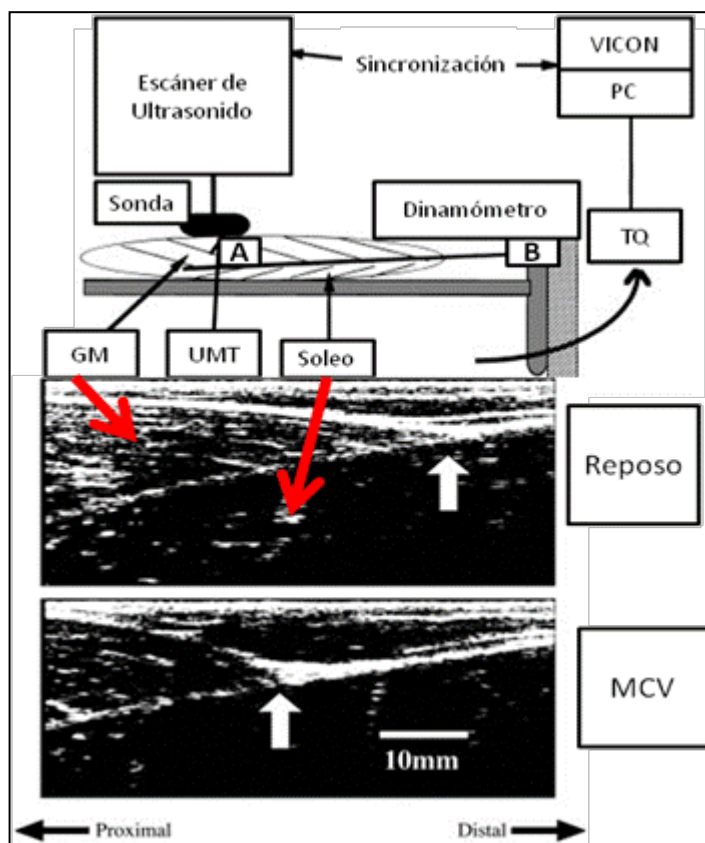 VICON
Escáner de
Ultrasonido
Sincronización
PC
Sonda
Dinamómetro
TQ
A
B
GM
UMT
Soleo
Reposo
MCV
10mm
Proximal
Distal